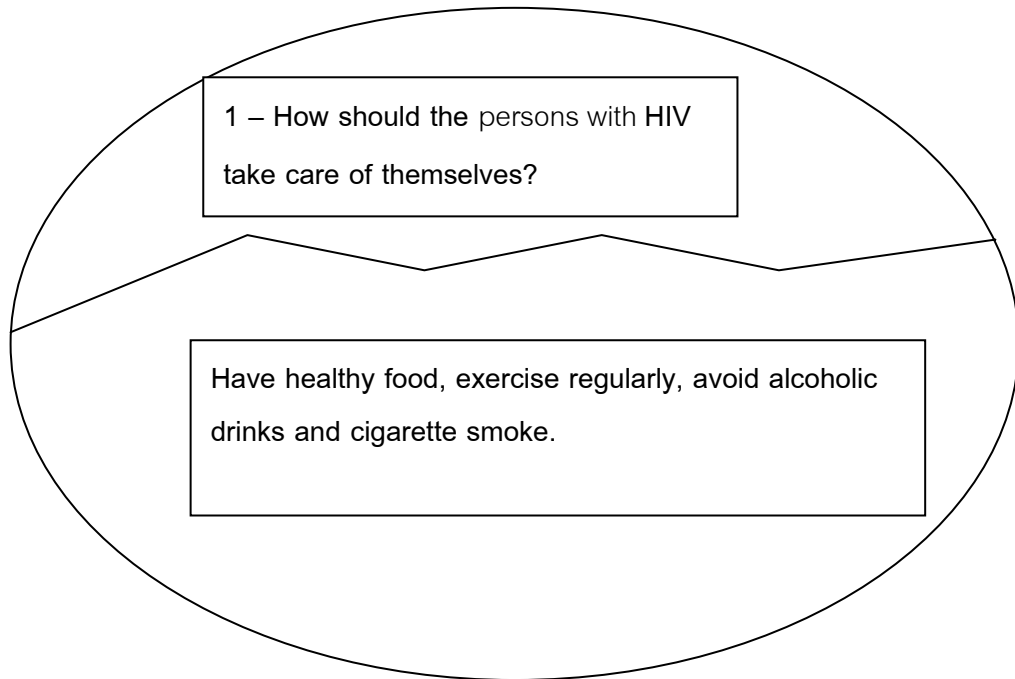 1 – How should the persons with HIV
take care of themselves?
Have healthy food, exercise regularly, avoid alcoholic
drinks and cigarette smoke.